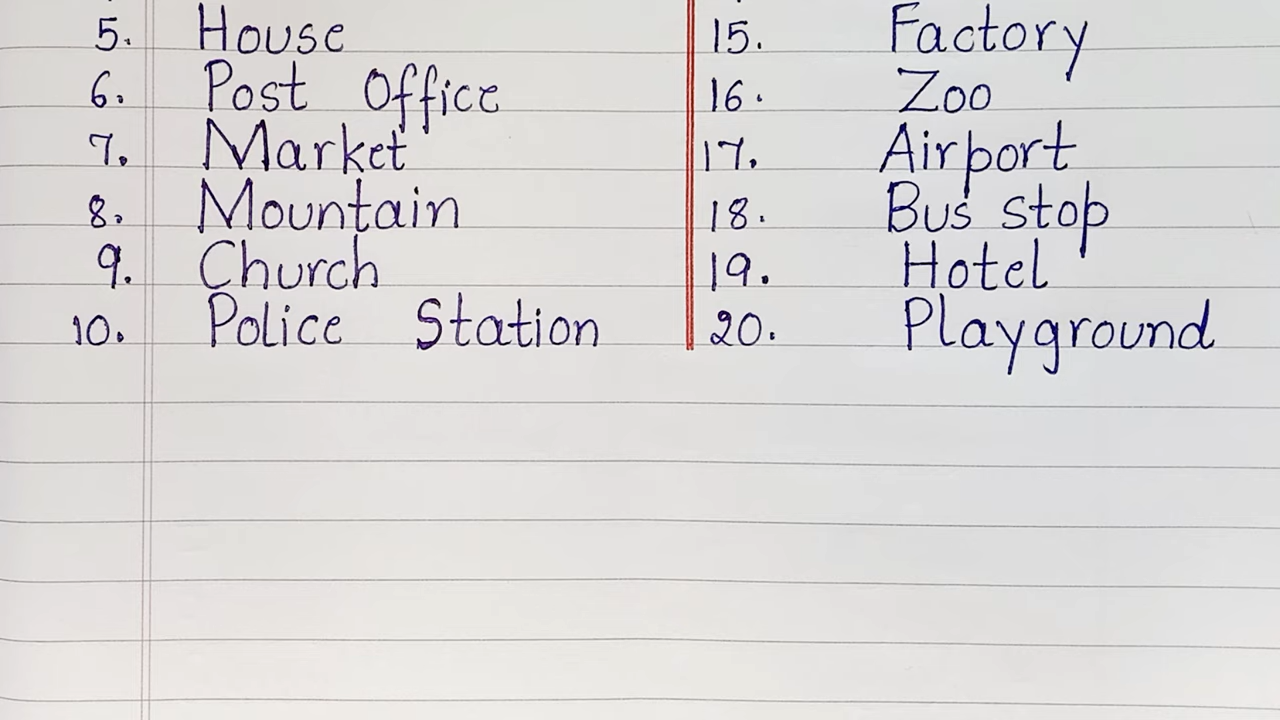 5. House
6. Post Office
7. Market
8. Mountain
9. Church
10. Police Station
15. Factory
16. Zoo
17. Airport
18. Bus stop
19. Hotel
20. Playground